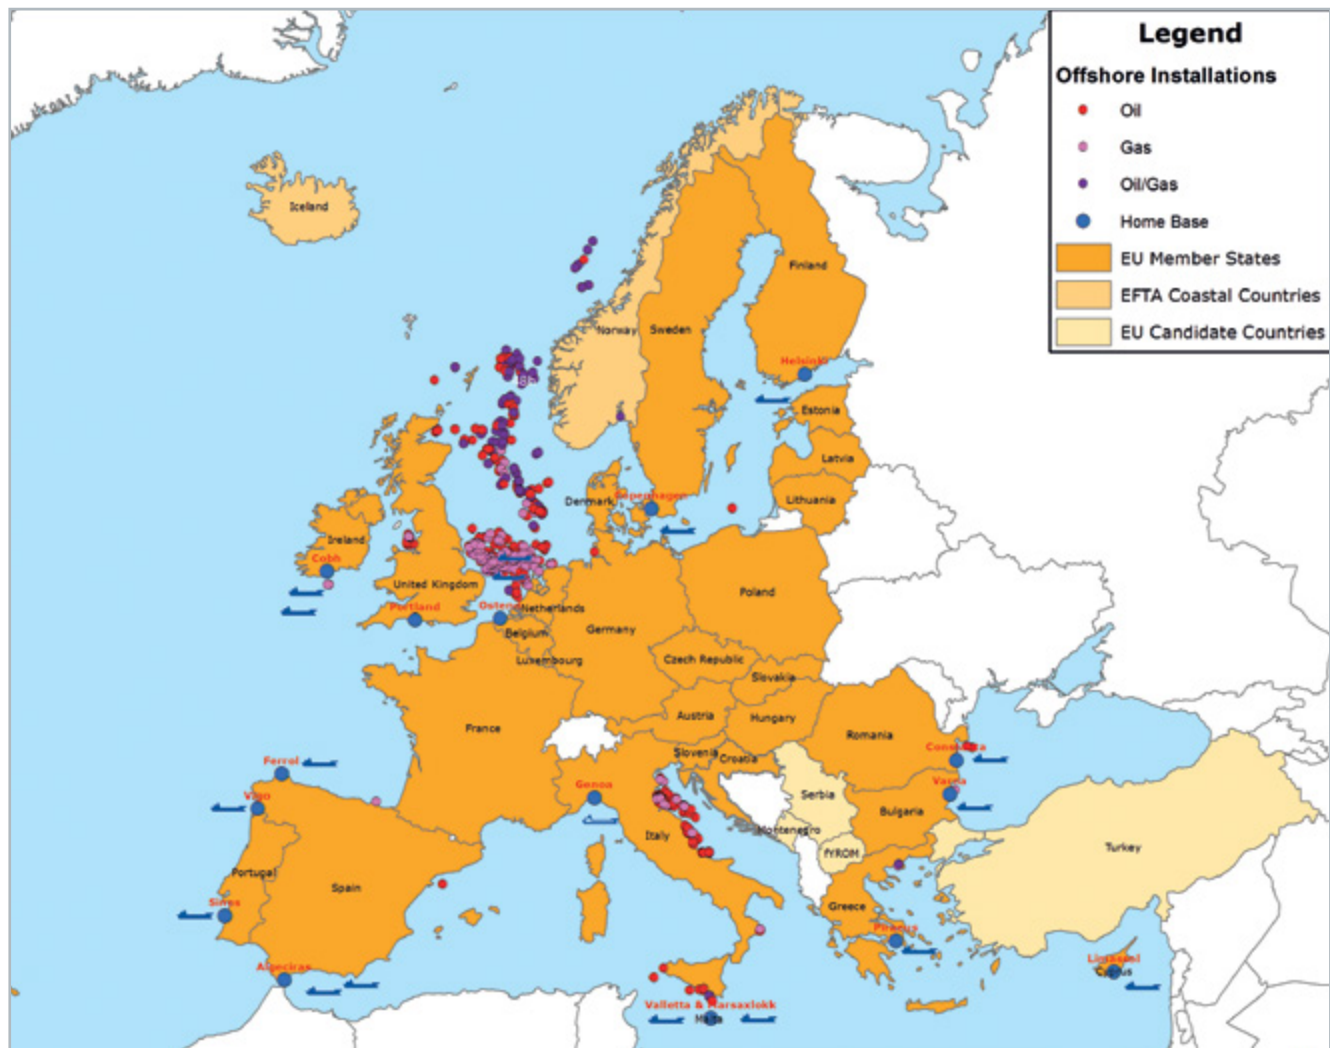 Legend
Offshore Installations
Oil
Gas
Oil/Gas
Home Base
EU Member States
EFTA Coastal Countries
EU Candidate Countries
Iceland
Finland
Norway
Sweden
Helsinki
Estonia
Latvia
Lithuania
Denmark
Copenhagen
Ireland
Cobh
United Kingdom
Portland
Ostend
Netherlands
Belgium
Luxembourg
Germany
Poland
Czech Republic
Slovakia
Austria
Hungary
France
Romania
Slovenia
Croatia
Constanta
Ferrol
Vigo
Genoa
Serbia
Varna
Bulgaria
Italy
Montenegro
FYROM
Turkey
Portugal
Spain
Sines
Greece
Piraeus
Algeciras
Limassol
Cyprus
Valletta & Marsaxlokk
Malta